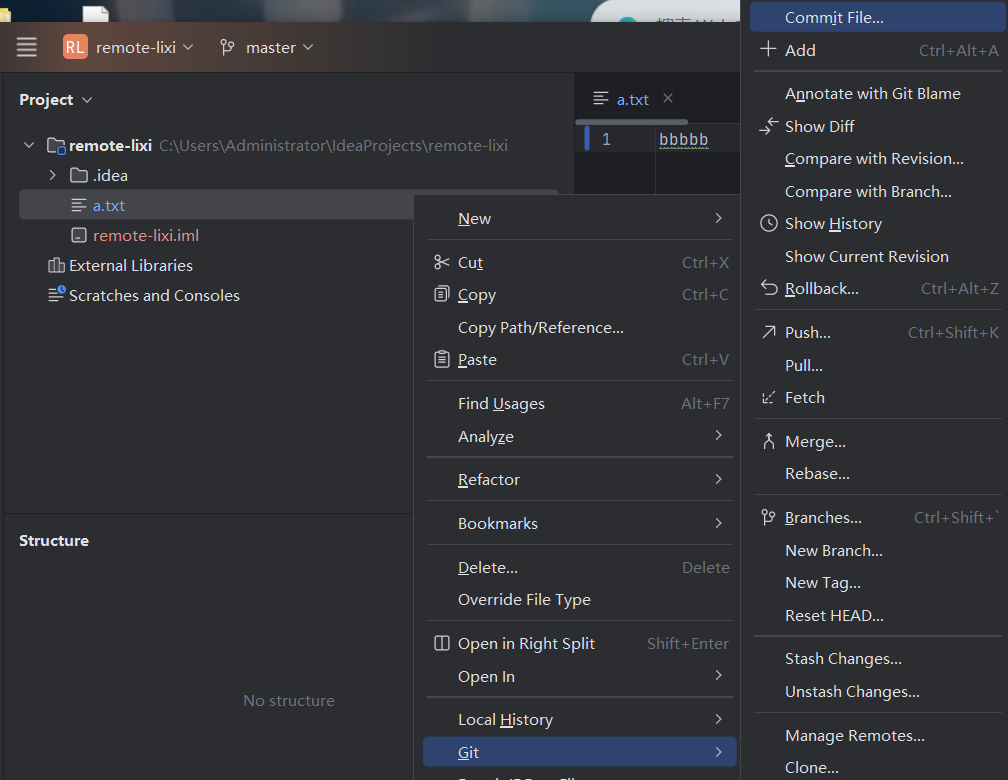 RL remote-lixi master
Project
remote-lixi C:\Users\Administrator\IdeaProjects\remote-lixi
.idea
a.txt
remote-lixi.iml
External Libraries
Scratches and Consoles
Structure
No structure
a.txt
1 bbbbb
New
Cut Ctrl+X
Copy Ctrl+C
Copy Path/Reference...
Paste Ctrl+V
Find Usages Alt+F7
Analyze
Refactor
Bookmarks
Delete... Delete
Override File Type
Open in Right Split Shift+Enter
Open In
Local History
Git
Commit File...
Add Ctrl+Alt+A
Annotate with Git Blame
Show Diff
Compare with Revision...
Compare with Branch...
Show History
Show Current Revision
Rollback... Ctrl+Alt+Z
Push... Ctrl+Shift+K
Pull...
Fetch
Merge...
Rebase...
Branches... Ctrl+Shift+`
New Branch...
New Tag...
Reset HEAD...
Stash Changes...
Unstash Changes...
Manage Remotes...
Clone...